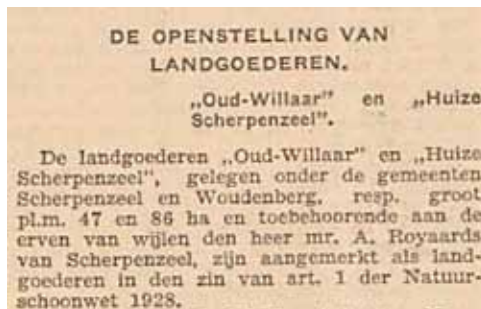 DE OPENSTELLING VAN
LANDGOEDEREN.
„Oud-Willaar" en „Huize
Scherpenzeel".
De landgoederen „Oud-Willaar" en „Huize
Scherpenzeel", gelegen onder de gemeenten
Scherpenzeel en Woudenberg, resp. groot
pl.m. 47 en 86 ha en toebehoorende aan de
erven van wijlen den heer mr. A. Royaards
van Scherpenzeel, zijn aangemerkt als land-
goederen in den zin van art. 1 der Natuur-
schoonwet 1928.